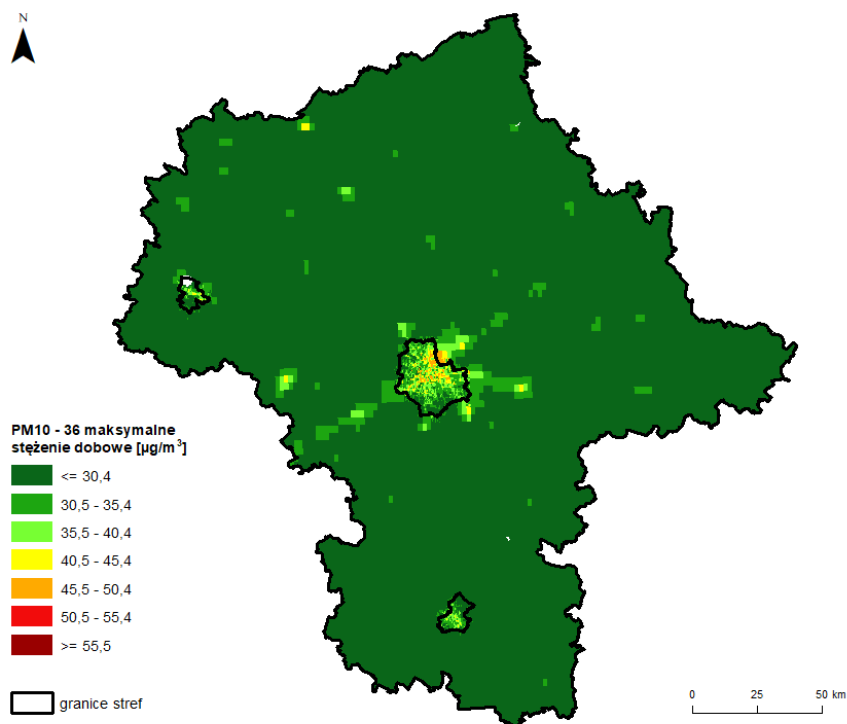 N
PM10 - 36 maksymalne
stężenie dobowe [µg/m³]
<= 30,4
30,5 - 35,4
35,5 - 40,4
40,5 - 45,4
45,5 - 50,4
50,5 - 55,4
>= 55,5
granice stref
0 25 50 km